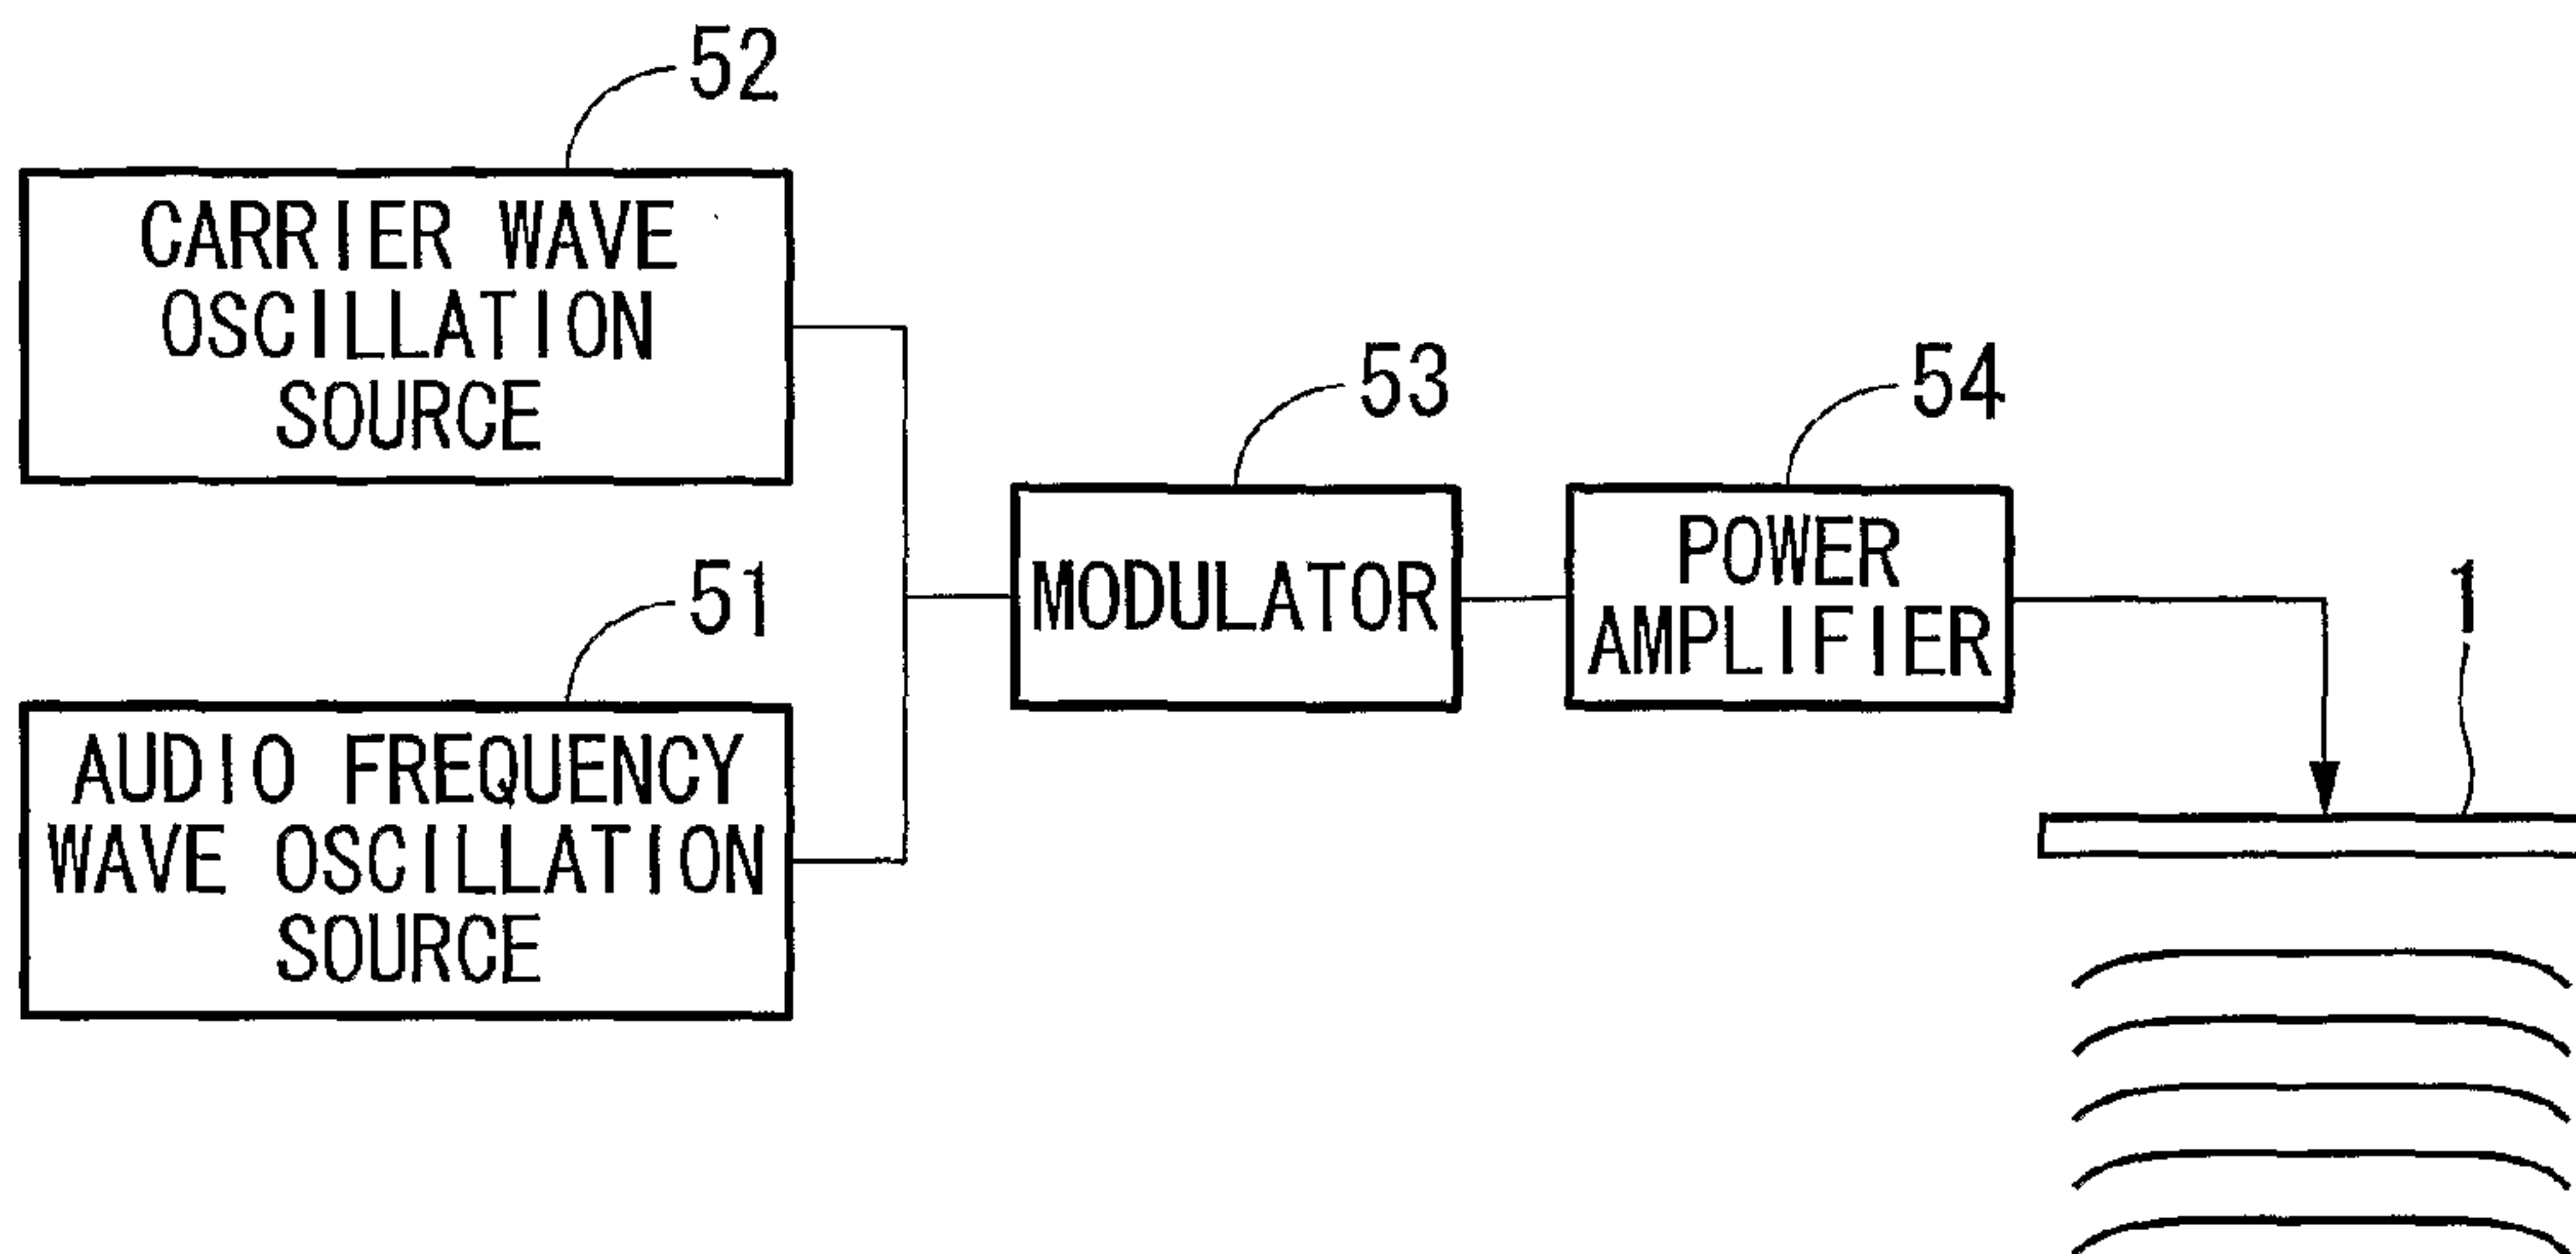 52
CARRIER WAVE
OSCILLATION
SOURCE
53
54
MODULATOR
POWER
AMPLIFIER
51
1
AUDIO FREQUENCY
WAVE OSCILLATION
SOURCE